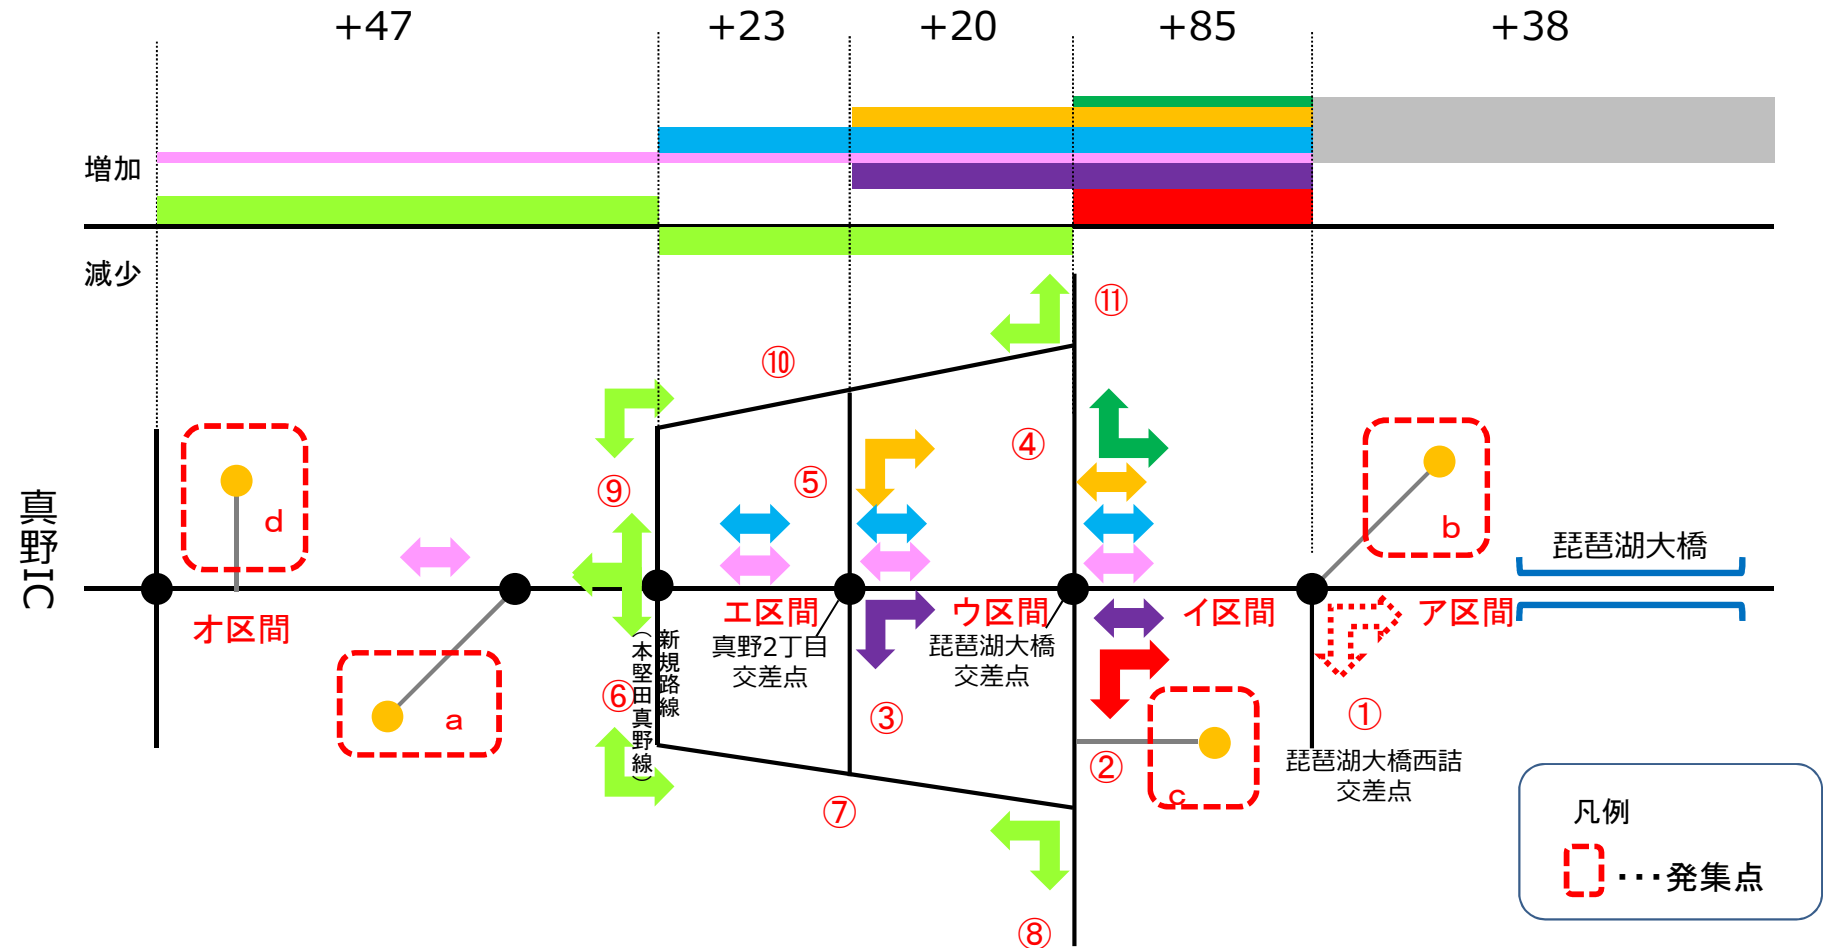 +47
+23
+20
+85
+38
増加
減少
⑪
⑩
④
⑤
⑨
真野IC
d
b
琵琶湖大橋
オ区間
エ区間
ウ区間
イ区間
ア区間
真野2丁目
交差点
琵琶湖大橋
交差点
新規路線
（本堅田真野線）
⑥
a
③
①
②
c
琵琶湖大橋西詰
交差点
⑦
⑧
凡例
・・・発集点